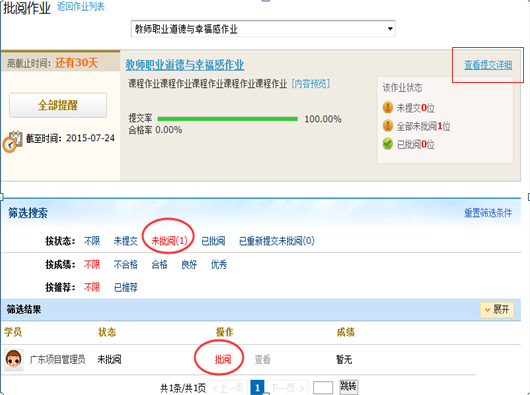 批阅作业 返回作业列表
教师职业道德与幸福感作业
离截止时间：还有30天
全部提醒
截至时间：2015-07-24
教师职业道德与幸福感作业
查看提交详细
课程作业课程作业课程作业课程作业课程作业 [内容预览]
提交率 100.00%
合格率 0.00%
该作业状态
未提交0位
全部未批阅1位
已批阅0位
筛选搜索 重置筛选条件
按状态： 不限 未提交 未批阅(1) 已批阅 已重新提交未批阅(0)
按成绩： 不限 不合格 合格 良好 优秀
按推荐： 不限 已推荐
筛选结果 展开
学员 状态 操作 成绩
广东项目管理员 未批阅 批阅 查看 暂无
共1条/共1页 < 上一页 1 下一页 > 跳转